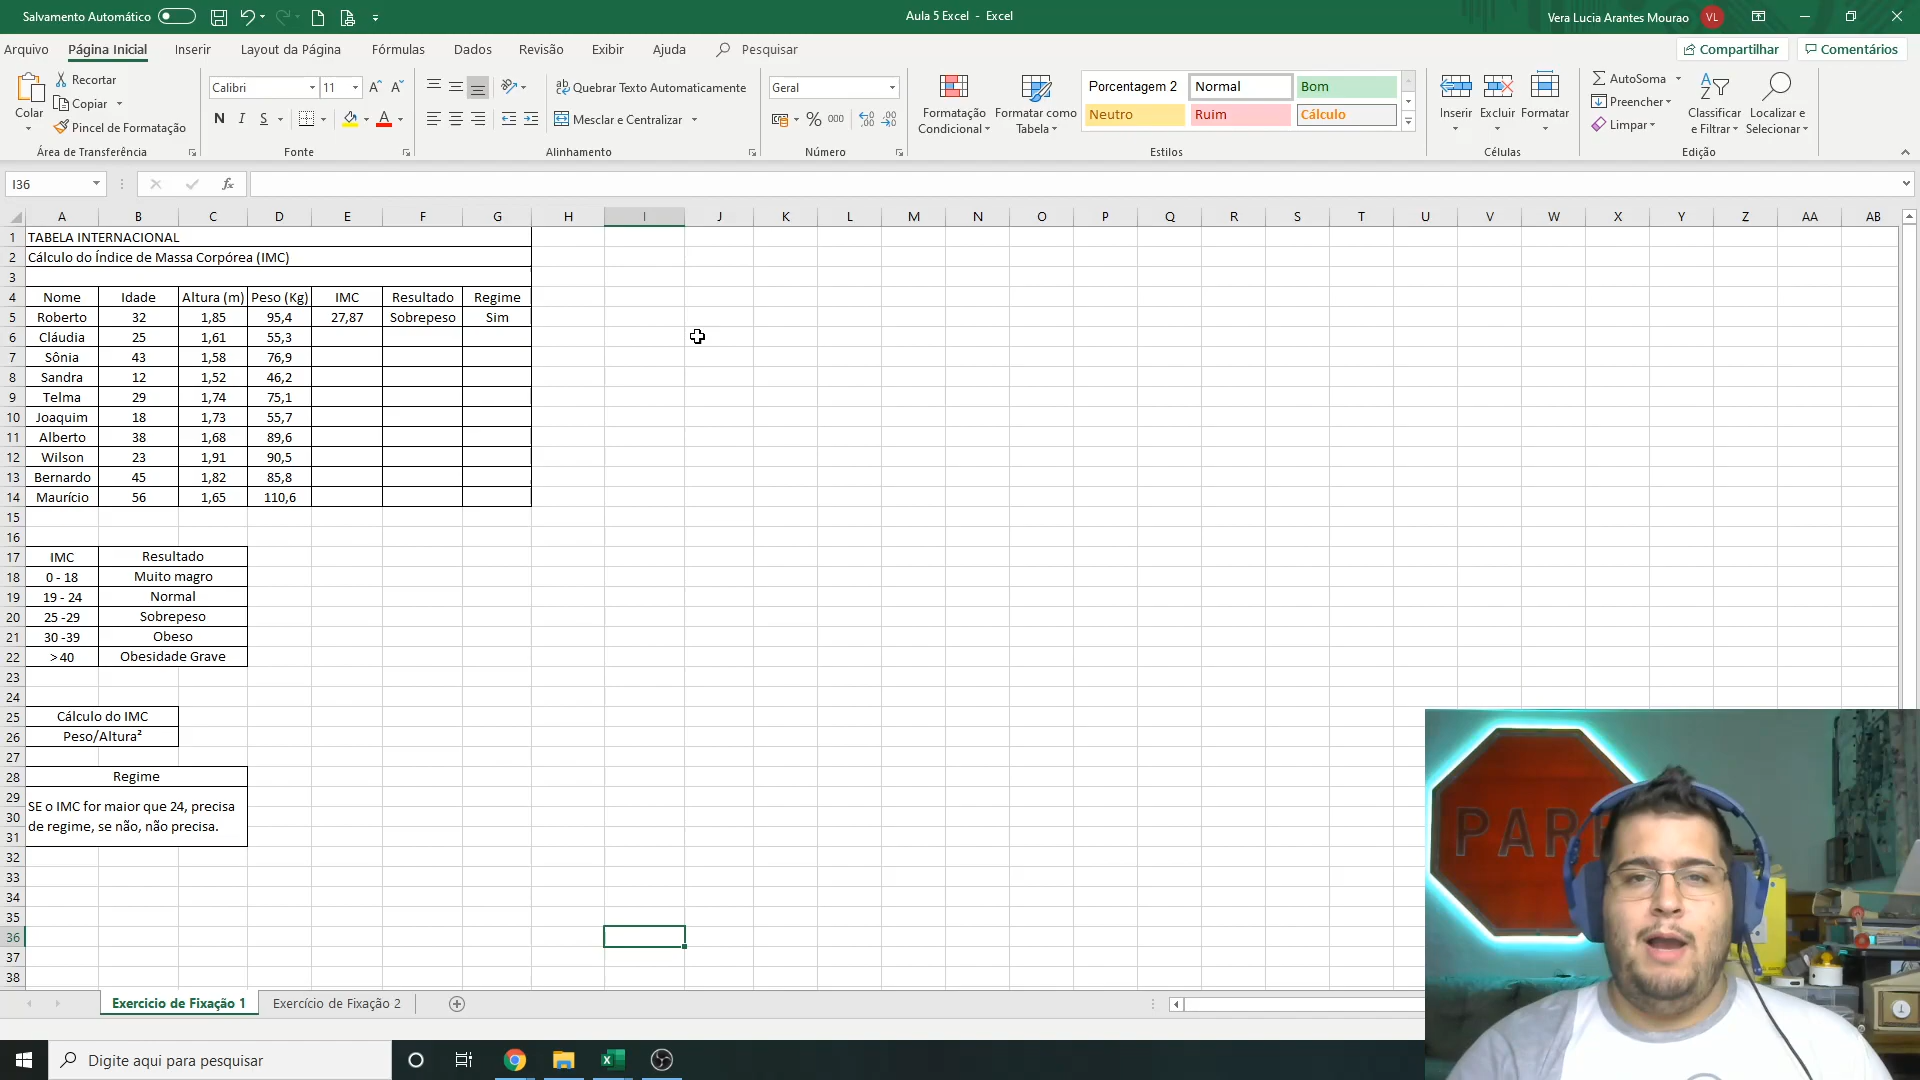 Salvamento Automático
Aula 5 Excel - Excel
Vera Lucia Arantes Mourao
VL
Arquivo
Página Inicial
Inserir
Layout da Página
Fórmulas
Dados
Revisão
Exibir
Ajuda
Pesquisar
Compartilhar
Comentários
Colar
Recortar
Copiar
Pincel de Formatação
Área de Transferência
Calibri
11
N I S
Fonte
Quebrar Texto Automaticamente
Mesclar e Centralizar
Alinhamento
Geral
% 000
Número
Formatação Condicional
Formatar como Tabela
Porcentagem 2
Normal
Bom
Neutro
Ruim
Cálculo
Estilos
Inserir
Excluir
Formatar
Células
AutoSoma
Preencher
Limpar
Classificar e Filtrar
Localizar e Selecionar
Edição
I36
fx
A B C D E F G H I J K L M N O P Q R S T U V W X Y Z AA AB
1 TABELA INTERNACIONAL
2 Cálculo do Índice de Massa Corpórea (IMC)
3
4 Nome Idade Altura (m) Peso (Kg) IMC Resultado Regime
5 Roberto 32 1,85 95,4 27,87 Sobrepeso Sim
6 Cláudia 25 1,61 55,3
7 Sônia 43 1,58 76,9
8 Sandra 12 1,52 46,2
9 Telma 29 1,74 75,1
10 Joaquim 18 1,73 55,7
11 Alberto 38 1,68 89,6
12 Wilson 23 1,91 90,5
13 Bernardo 45 1,82 85,8
14 Maurício 56 1,65 110,6
15
16
17 IMC Resultado
18 0 - 18 Muito magro
19 19 - 24 Normal
20 25 -29 Sobrepeso
21 30 -39 Obeso
22 > 40 Obesidade Grave
23
24
25 Cálculo do IMC
26 Peso/Altura²
27
28 Regime
29
30 SE o IMC for maior que 24, precisa
31 de regime, se não, não precisa.
32
33
34
35
36
37
38
PARE
Exercicio de Fixação 1
Exercício de Fixação 2
Digite aqui para pesquisar